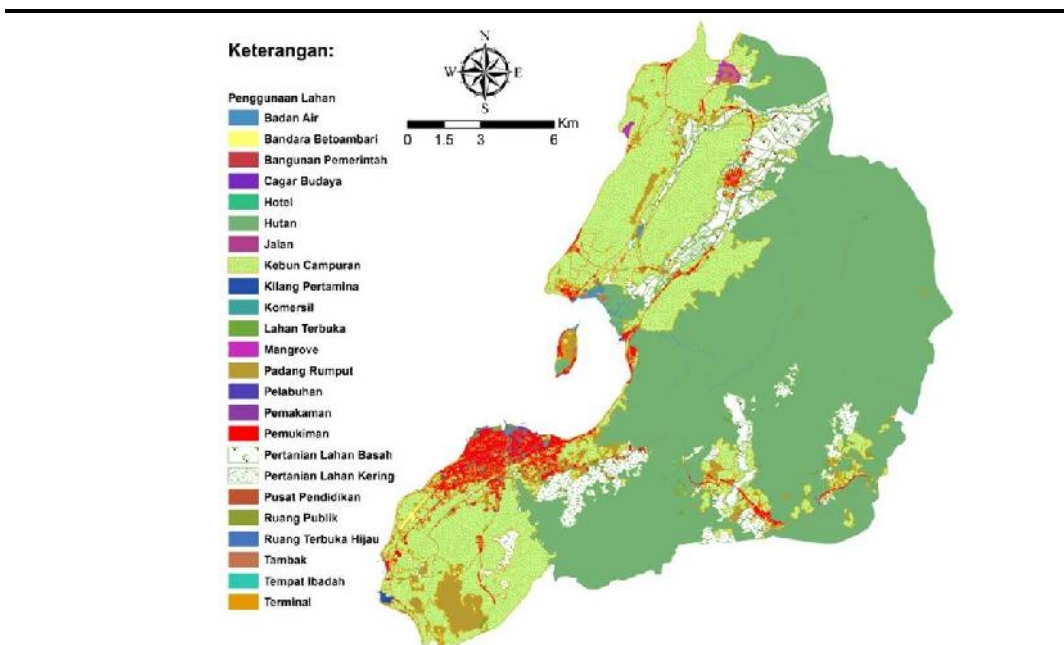 Keterangan:
N
W E
S
Km
0 1.5 3 6
Penggunaan Lahan
Badan Air
Bandara Betoambari
Bangunan Pemerintah
Cagar Budaya
Hotel
Hutan
Jalan
Kebun Campuran
Kilang Pertamina
Komersil
Lahan Terbuka
Mangrove
Padang Rumput
Pelabuhan
Pemakaman
Pemukiman
Pertanian Lahan Basah
Pertanian Lahan Kering
Pusat Pendidikan
Ruang Publik
Ruang Terbuka Hijau
Tambak
Tempat Ibadah
Terminal